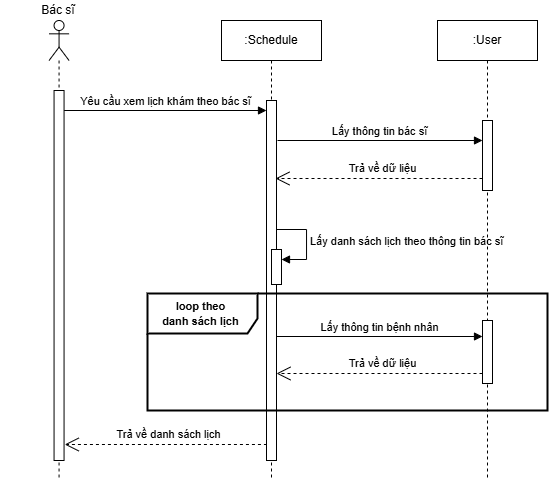 Bác sĩ
:Schedule
:User
Yêu cầu xem lịch khám theo bác sĩ
Lấy thông tin bác sĩ
Trả về dữ liệu
Lấy danh sách lịch theo thông tin bác sĩ
loop theo
danh sách lịch
Lấy thông tin bệnh nhân
Trả về dữ liệu
Trả về danh sách lịch